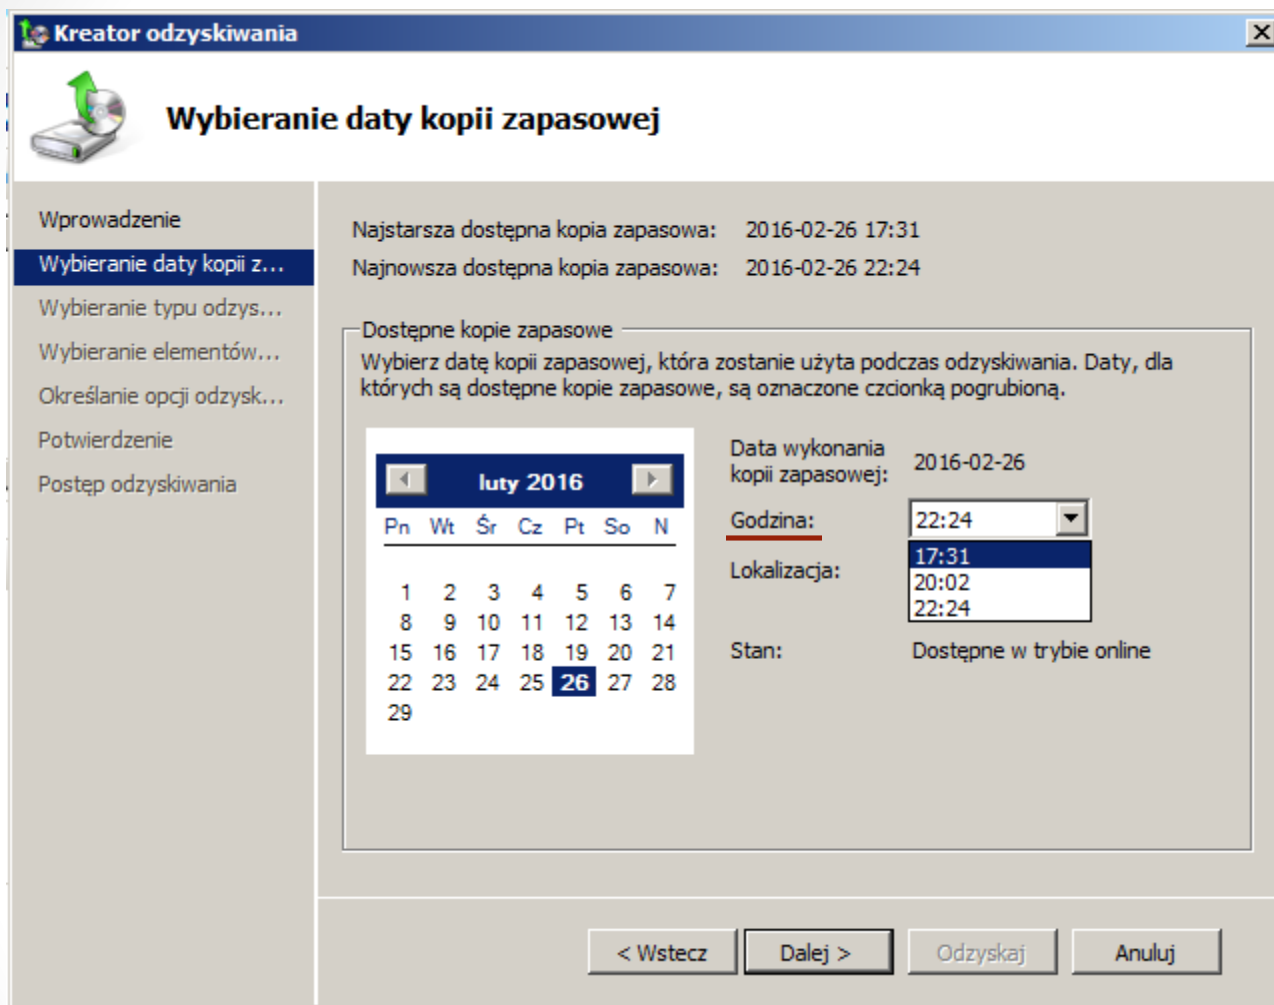 Kreator odzyskiwania
Wybieranie daty kopii zapasowej
Wprowadzenie
Wybieranie daty kopii z...
Wybieranie typu odzys...
Wybieranie elementów...
Określanie opcji odzysk...
Potwierdzenie
Postęp odzyskiwania
Najstarsza dostępna kopia zapasowa: 2016-02-26 17:31
Najnowsza dostępna kopia zapasowa: 2016-02-26 22:24
Dostępne kopie zapasowe
Wybierz datę kopii zapasowej, która zostanie użyta podczas odzyskiwania. Daty, dla
których są dostępne kopie zapasowe, są oznaczone czcionką pogrubioną.
luty 2016
Pn Wt Śr Cz Pt So N
1 2 3 4 5 6 7
8 9 10 11 12 13 14
15 16 17 18 19 20 21
22 23 24 25 26 27 28
29
Data wykonania
kopii zapasowej: 2016-02-26
Godzina: 22:24
17:31
20:02
22:24
Lokalizacja:
Stan: Dostępne w trybie online
< Wstecz Dalej > Odzyskaj Anuluj